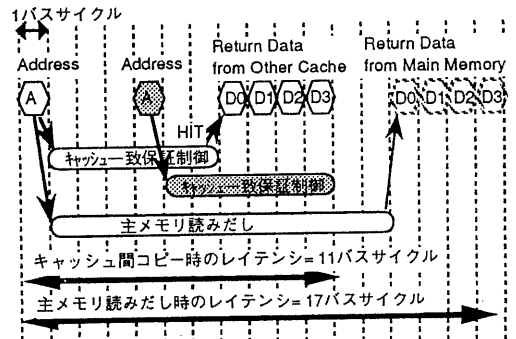 1バスサイクル
Address
Address
Return Data
from Other Cache
Return Data
from Main Memory
A
A
D0 D1 D2 D3
D0 D1 D2 D3
HIT
キャッシュ一致保証制御
キャッシュ一致保証制御
主メモリ読みだし
キャッシュ間コピー時のレイテンシ=11バスサイクル
主メモリ読みだし時のレイテンシ=17バスサイクル